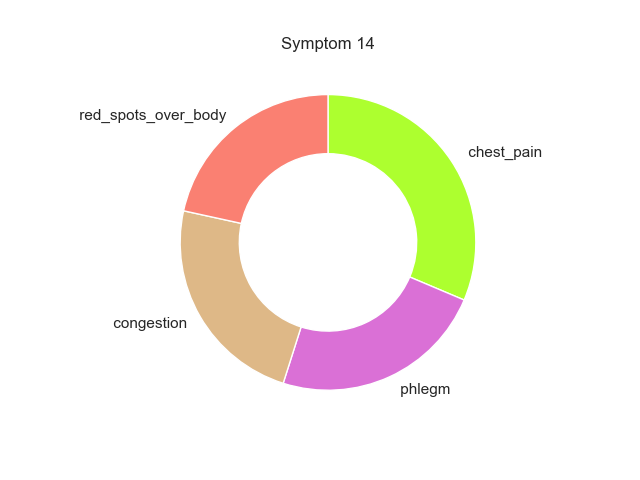 Symptom 14
red_spots_over_body
chest_pain
congestion
phlegm